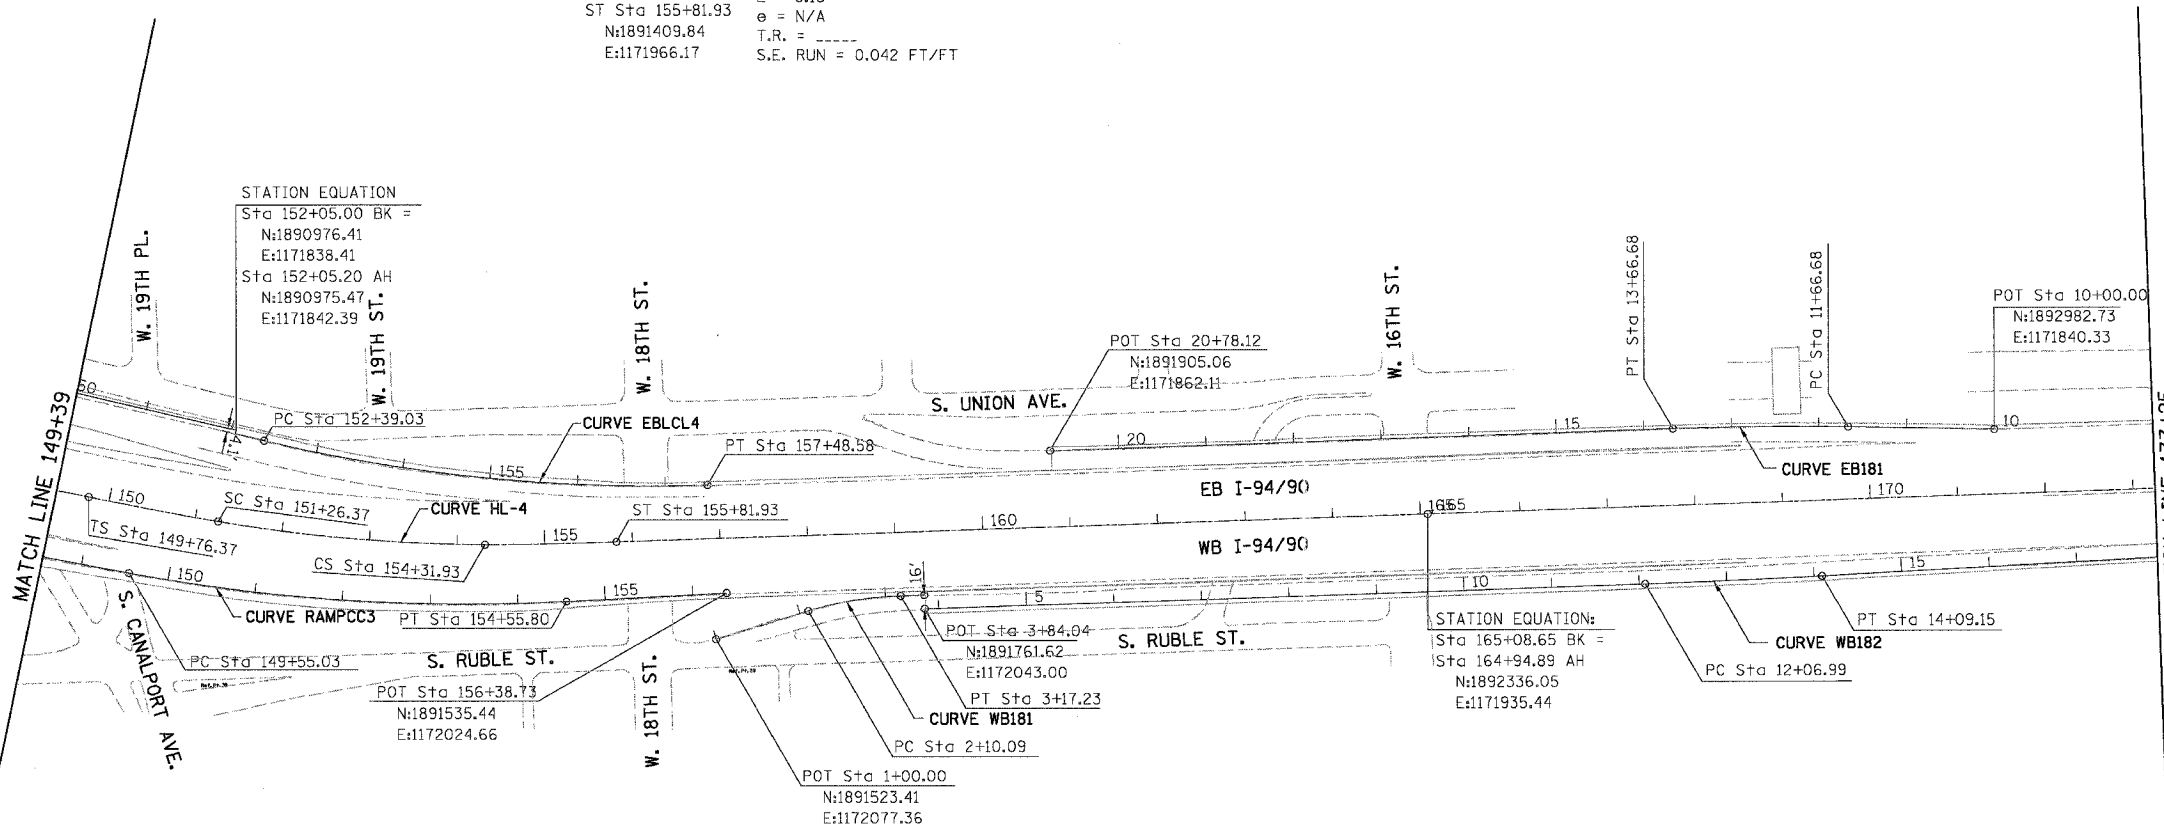 ST Sta 155+81.93
N:1891409.84
E:1171966.17
e = N/A
T.R. = _____
S.E. RUN = 0.042 FT/FT
STATION EQUATION
Sta 152+05.00 BK =
N:1890976.41
E:1171838.41
Sta 152+05.20 AH
N:1890975.47
E:1171842.39
W. 19TH PL.
W. 19TH ST.
W. 18TH ST.
W. 16TH ST.
PT Sta 13+66.68
PC Sta 11+66.68
POT Sta 10+00.00
N:1892982.73
E:1171840.33
POT Sta 20+78.12
N:1891905.06
E:1171862.11
S. UNION AVE.
MATCH LINE 149+39
PC Sta 152+39.03
CURVE EBLCL4
PT Sta 157+48.58
155
20
15
10
CURVE EB181
EB I-94/90
150
SC Sta 151+26.37
CURVE HL-4
ST Sta 155+81.93
155
160
165
170
TS Sta 149+76.37
CS Sta 154+31.93
WB I-94/90
16'
150
155
5
10
15
CURVE RAMPCC3
PT Sta 154+55.80
S. CANALPORT AVE.
PC Sta 149+55.03
S. RUBLE ST.
POT Sta 156+38.73
N:1891535.44
E:1172024.66
W. 18TH ST.
POT Sta 3+84.04
N:1891761.62
E:1172043.00
PT Sta 3+17.23
CURVE WB181
PC Sta 2+10.09
POT Sta 1+00.00
N:1891523.41
E:1172077.36
S. RUBLE ST.
STATION EQUATION:
Sta 165+08.65 BK =
Sta 164+94.89 AH
N:1892336.05
E:1171935.44
PT Sta 14+09.15
CURVE WB182
PC Sta 12+06.99